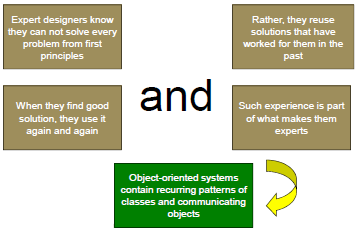 Expert designers know
they can not solve every
problem from first
principles
Rather, they reuse
solutions that have
worked for them in the
past
When they find good
solution, they use it
again and again
and
Such experience is part
of what makes them
experts
Object-oriented systems
contain recurring patterns of
classes and communicating
objects